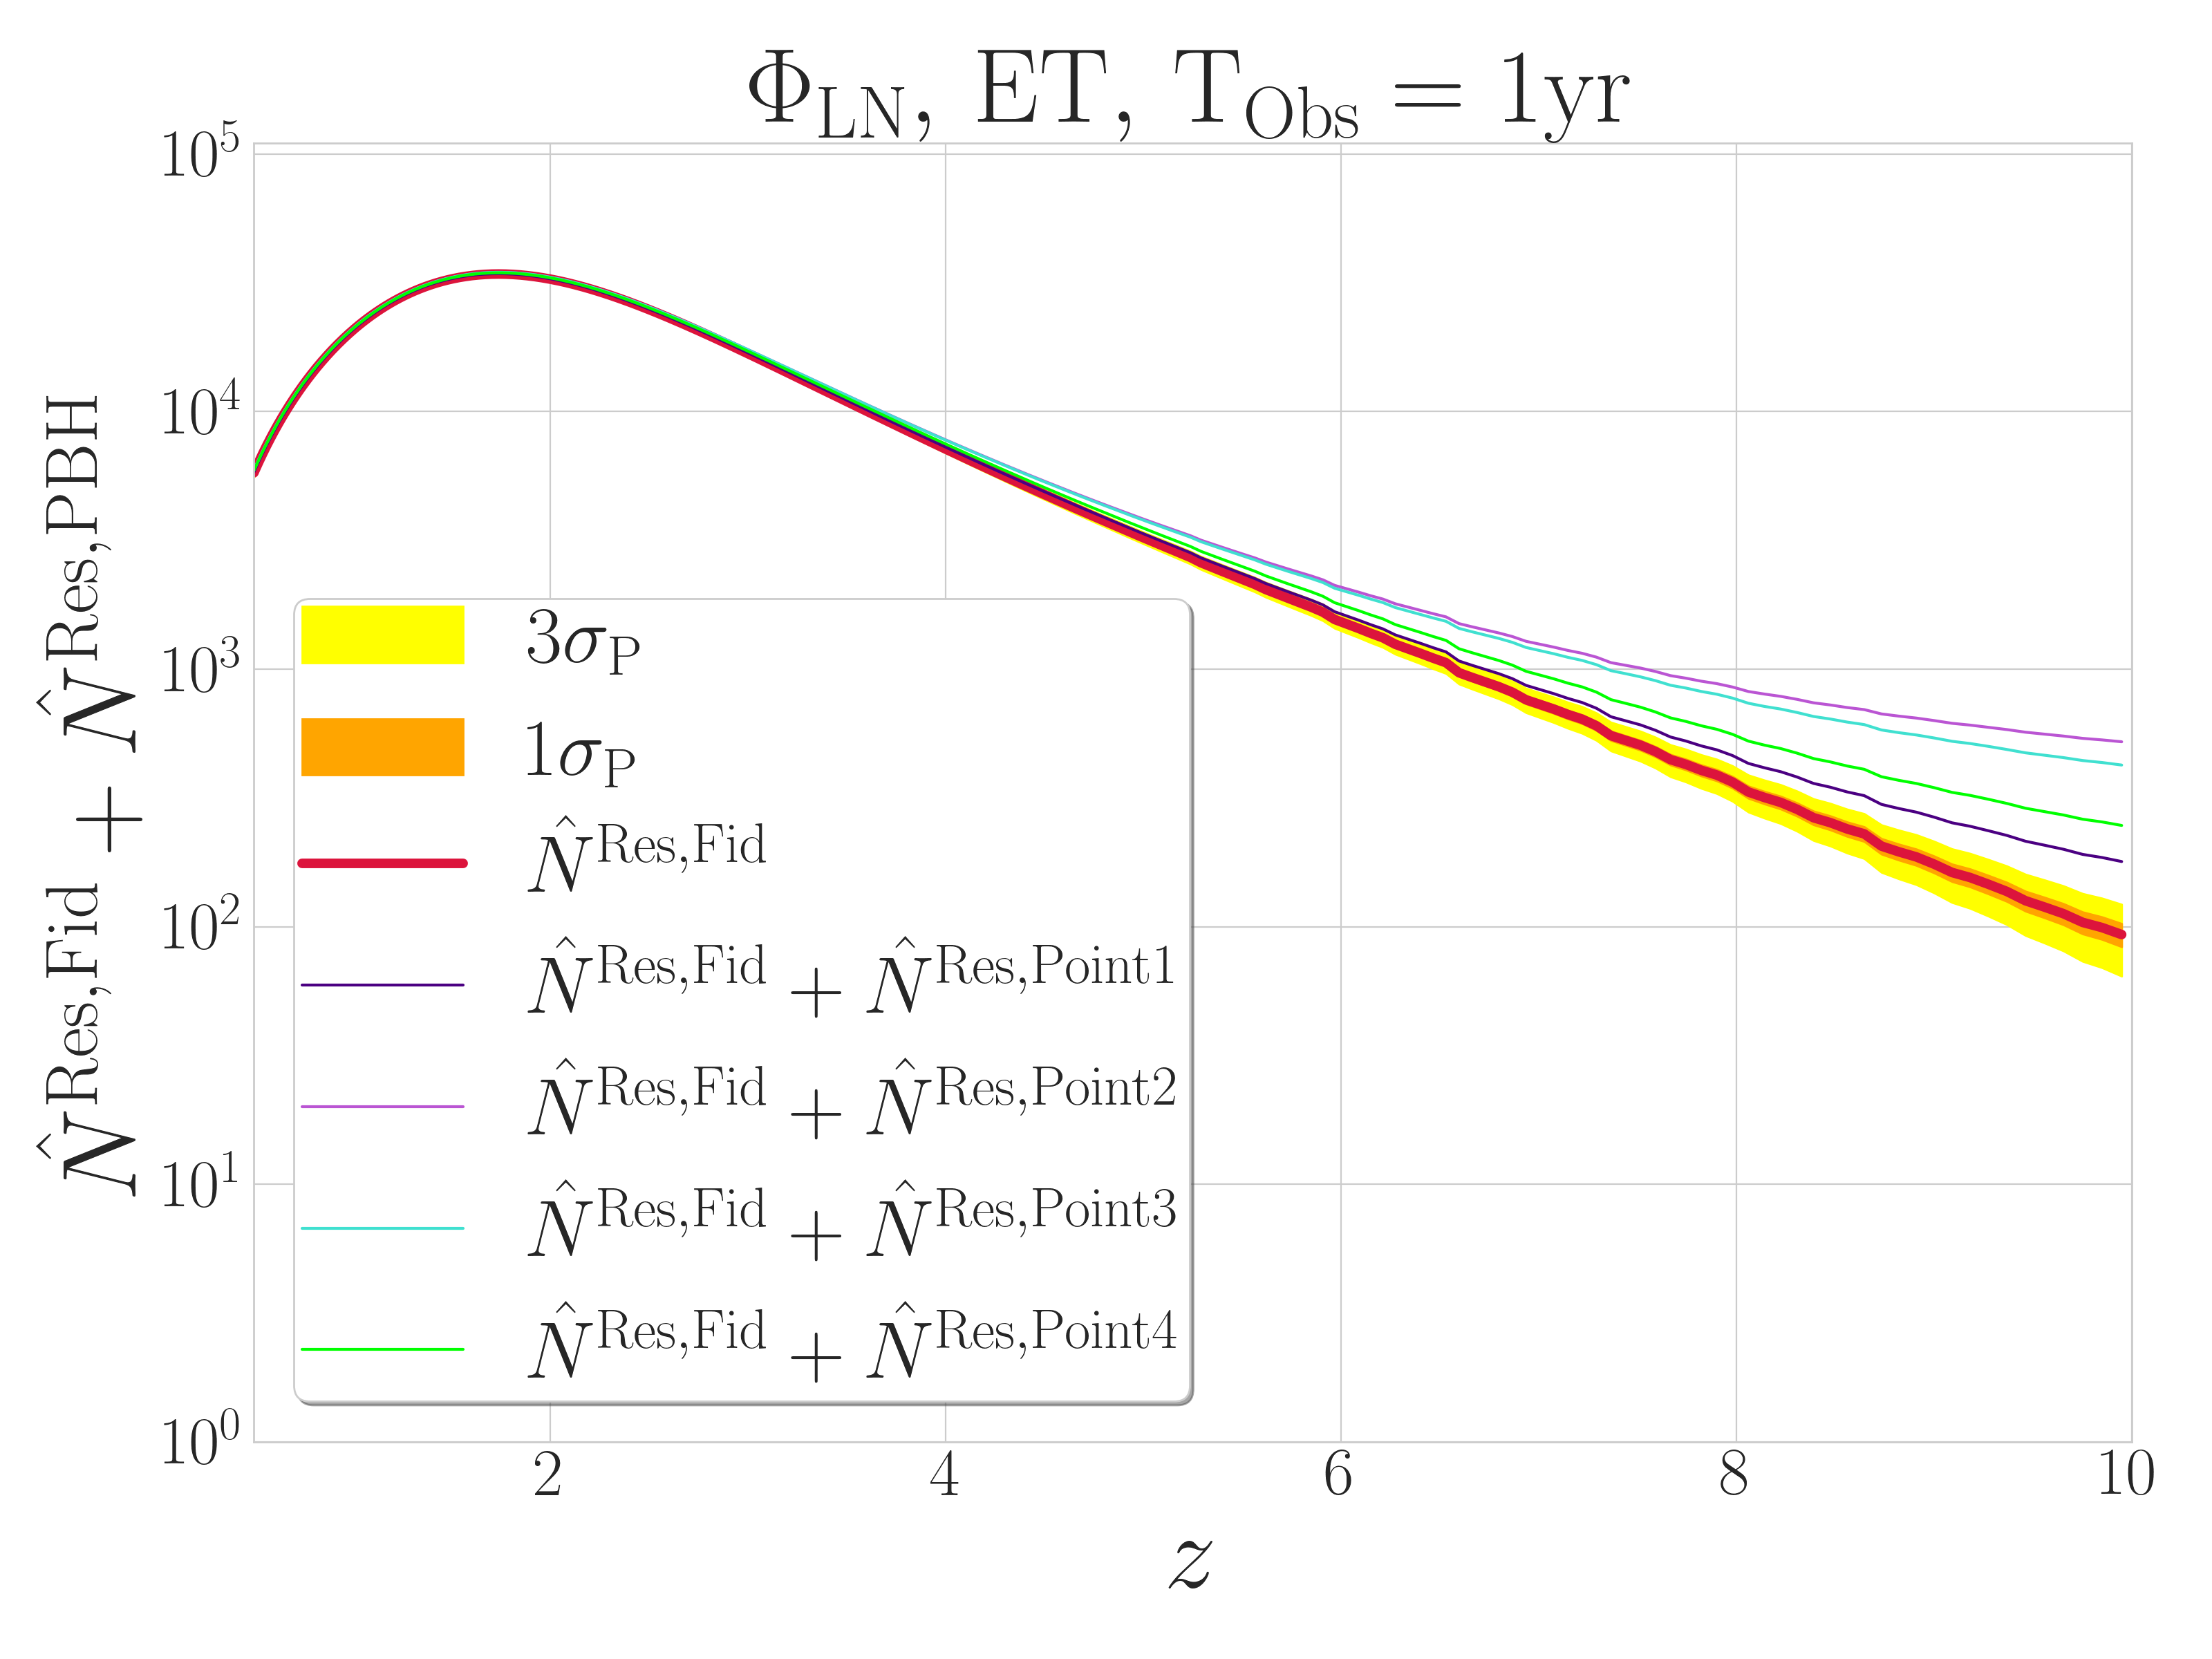 Φ_LN, ET, T_Obs = 1yr
N̂^Res,Fid + N̂^Res,PBH
10^5
10^4
10^3
10^2
10^1
10^0
3σ_P
1σ_P
N̂^Res,Fid
N̂^Res,Fid + N̂^Res,Point1
N̂^Res,Fid + N̂^Res,Point2
N̂^Res,Fid + N̂^Res,Point3
N̂^Res,Fid + N̂^Res,Point4
2 4 6 8 10
z